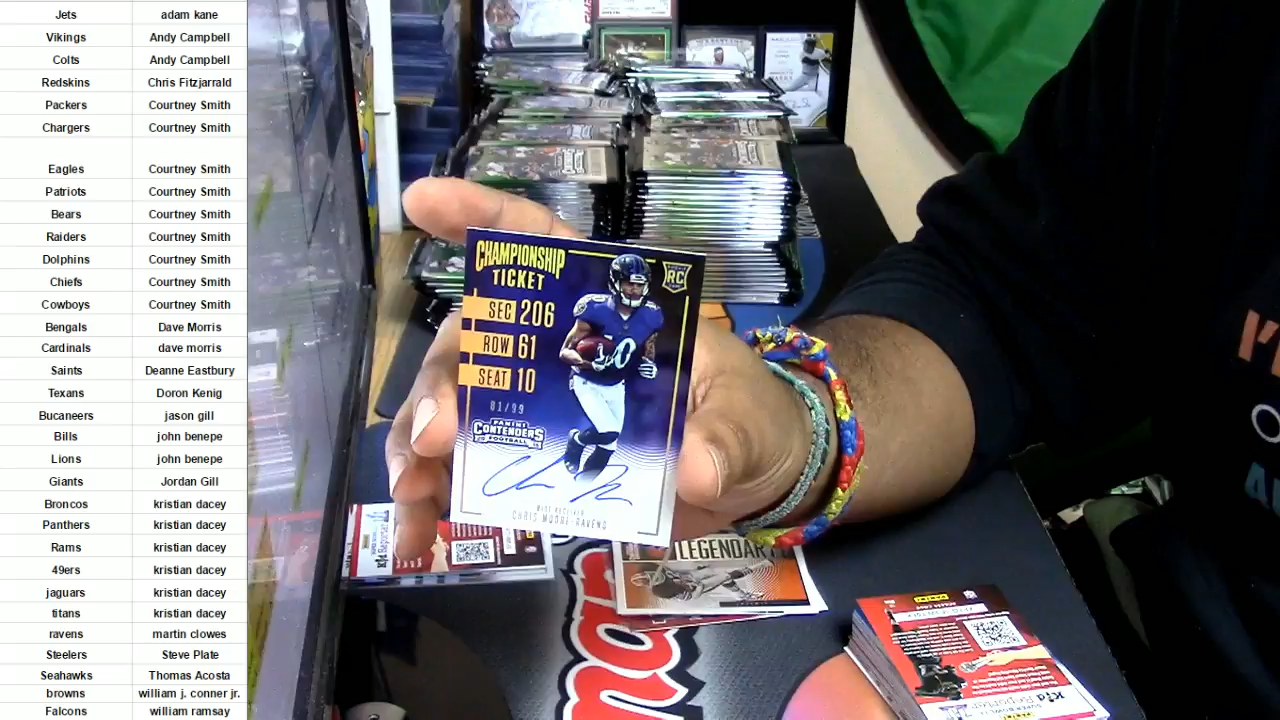 Jets adam kane
Vikings Andy Campbell
Colts Andy Campbell
Redskins Chris Fitzjarrald
Packers Courtney Smith
Chargers Courtney Smith
Eagles Courtney Smith
Patriots Courtney Smith
Bears Courtney Smith
Raiders Courtney Smith
Dolphins Courtney Smith
Chiefs Courtney Smith
Cowboys Courtney Smith
Bengals Dave Morris
Cardinals dave morris
Saints Deanne Eastbury
Texans Doron Kenig
Bucaneers jason gill
Bills john benepe
Lions john benepe
Giants Jordan Gill
Broncos kristian dacey
Panthers kristian dacey
Rams kristian dacey
49ers kristian dacey
jaguars kristian dacey
titans kristian dacey
ravens martin clowes
Steelers Steve Plate
Seahawks Thomas Acosta
browns william j. conner jr.
Falcons william ramsay
CHAMPIONSHIP
TICKET
RC
SEC 206
ROW 61
SEAT 10
81/99
PANINI
CONTENDERS
FOOTBALL
WIDE RECEIVER
CHRIS MOORE-RAVENS
LEGENDARY
PANINI
Kid
Reporter